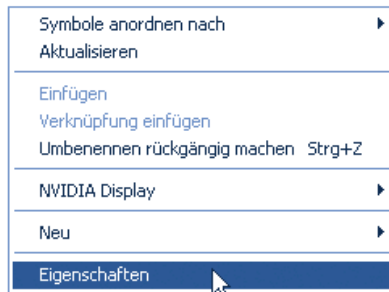 Symbole anordnen nach
Aktualisieren
Einfügen
Verknüpfung einfügen
Umbenennen rückgängig machen Strg+Z
NVIDIA Display
Neu
Eigenschaften